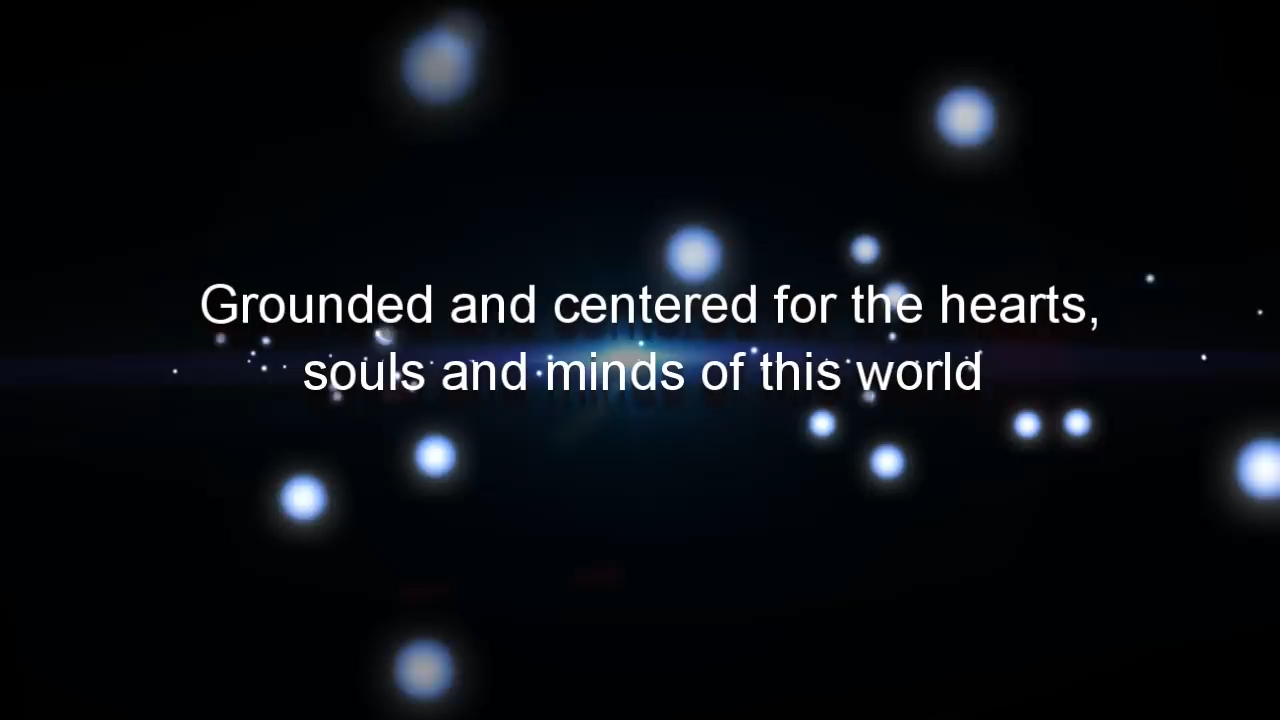 Grounded and centered for the hearts,
souls and minds of this world